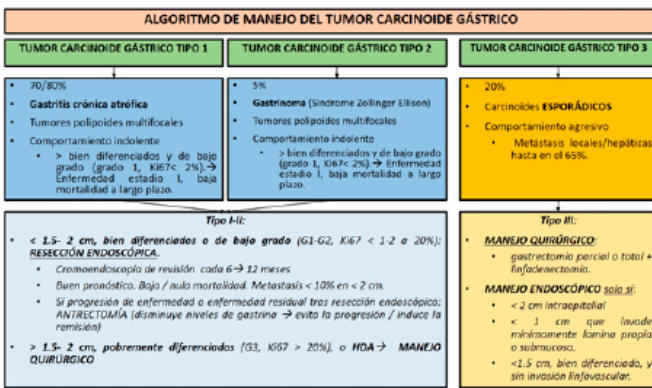 ALGORITMO DE MANEJO DEL TUMOR CARCINOIDE GÁSTRICO
TUMOR CARCINOIDE GÁSTRICO TIPO 1
TUMOR CARCINOIDE GÁSTRICO TIPO 2
TUMOR CARCINOIDE GÁSTRICO TIPO 3
• 70/80%
• Gastritis crónica atrófica
• Tumores polipoides multifocales
• Comportamiento indolente
• > bien diferenciados y de bajo
grado (grado 1, Ki67< 2%).→
Enfermedad estadio I, baja
mortalidad a largo plazo.
• 5%
• Gastrinoma (Síndrome Zollinger Ellison)
• Tumores polipoides multifocales
• Comportamiento indolente
• > bien diferenciados y de bajo grado
(grado 1, Ki67< 2%).→ Enfermedad
estadio I, baja mortalidad a largo
plazo.
• 20%
• Carcinoides ESPORÁDICOS
• Comportamiento agresivo
• Metástasis locales/hepáticas
hasta en el 65%.
Tipo I-II:
• < 1.5- 2 cm, bien diferenciados o de bajo grado (G1-G2, Ki67 < 1-2 a 20%):
RESECCIÓN ENDOSCÓPICA.
• Cromoendoscopia de revisión cada 6→ 12 meses
• Buen pronóstico. Baja / nula mortalidad. Metastasis < 10% en < 2 cm.
• Si progresión de enfermedad o enfermedad residual tras resección endoscópica:
ANTRECTOMÍA (disminuye niveles de gastrina → evita la progresión / induce la
remisión)
• > 1.5- 2 cm, pobremente diferenciados (G3, Ki67 > 20%), o HDA→ MANEJO
QUIRÚRGICO
Tipo III:
• MANEJO QUIRÚRGICO:
• gastrectomia parcial o total +
linfadenectomia.
• MANEJO ENDOSCÓPICO solo si:
• < 2 cm intraepitelial
• < 1 cm que invade
minimamente lamina propia
o submucosa.
• <1.5 cm, bien diferenciado, y
sin invasión linfovascular.